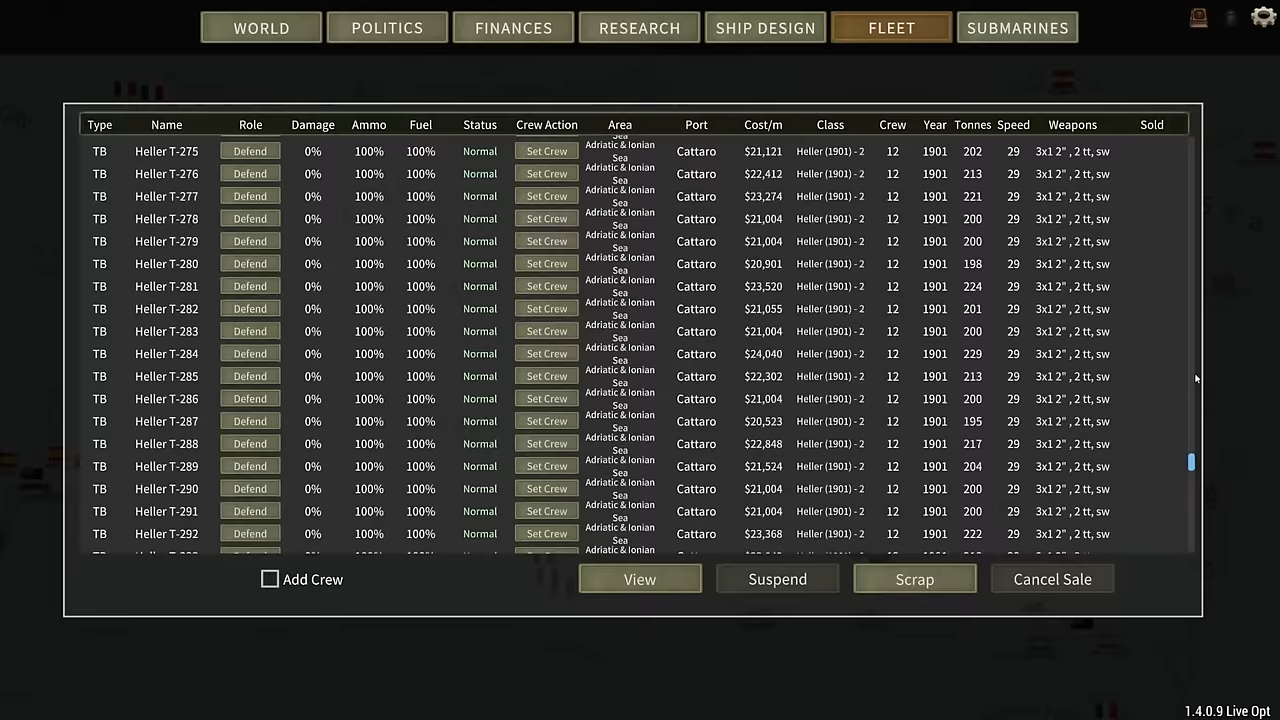 WORLD POLITICS FINANCES RESEARCH SHIP DESIGN FLEET SUBMARINES
Type Name Role Damage Ammo Fuel Status Crew Action Area Port Cost/m Class Crew Year Tonnes Speed Weapons Sold
Sea
TB Heller T-275 Defend 0% 100% 100% Normal Set Crew Adriatic & Ionian Sea Cattaro $21,121 Heller (1901) - 2 12 1901 202 29 3x1 2" , 2 tt, sw
TB Heller T-276 Defend 0% 100% 100% Normal Set Crew Adriatic & Ionian Sea Cattaro $22,412 Heller (1901) - 2 12 1901 213 29 3x1 2" , 2 tt, sw
TB Heller T-277 Defend 0% 100% 100% Normal Set Crew Adriatic & Ionian Sea Cattaro $23,274 Heller (1901) - 2 12 1901 221 29 3x1 2" , 2 tt, sw
TB Heller T-278 Defend 0% 100% 100% Normal Set Crew Adriatic & Ionian Sea Cattaro $21,004 Heller (1901) - 2 12 1901 200 29 3x1 2" , 2 tt, sw
TB Heller T-279 Defend 0% 100% 100% Normal Set Crew Adriatic & Ionian Sea Cattaro $21,004 Heller (1901) - 2 12 1901 200 29 3x1 2" , 2 tt, sw
TB Heller T-280 Defend 0% 100% 100% Normal Set Crew Adriatic & Ionian Sea Cattaro $20,901 Heller (1901) - 2 12 1901 198 29 3x1 2" , 2 tt, sw
TB Heller T-281 Defend 0% 100% 100% Normal Set Crew Adriatic & Ionian Sea Cattaro $23,520 Heller (1901) - 2 12 1901 224 29 3x1 2" , 2 tt, sw
TB Heller T-282 Defend 0% 100% 100% Normal Set Crew Adriatic & Ionian Sea Cattaro $21,055 Heller (1901) - 2 12 1901 201 29 3x1 2" , 2 tt, sw
TB Heller T-283 Defend 0% 100% 100% Normal Set Crew Adriatic & Ionian Sea Cattaro $21,004 Heller (1901) - 2 12 1901 200 29 3x1 2" , 2 tt, sw
TB Heller T-284 Defend 0% 100% 100% Normal Set Crew Adriatic & Ionian Sea Cattaro $24,040 Heller (1901) - 2 12 1901 229 29 3x1 2" , 2 tt, sw
TB Heller T-285 Defend 0% 100% 100% Normal Set Crew Adriatic & Ionian Sea Cattaro $22,302 Heller (1901) - 2 12 1901 213 29 3x1 2" , 2 tt, sw
TB Heller T-286 Defend 0% 100% 100% Normal Set Crew Adriatic & Ionian Sea Cattaro $21,004 Heller (1901) - 2 12 1901 200 29 3x1 2" , 2 tt, sw
TB Heller T-287 Defend 0% 100% 100% Normal Set Crew Adriatic & Ionian Sea Cattaro $20,523 Heller (1901) - 2 12 1901 195 29 3x1 2" , 2 tt, sw
TB Heller T-288 Defend 0% 100% 100% Normal Set Crew Adriatic & Ionian Sea Cattaro $22,848 Heller (1901) - 2 12 1901 217 29 3x1 2" , 2 tt, sw
TB Heller T-289 Defend 0% 100% 100% Normal Set Crew Adriatic & Ionian Sea Cattaro $21,524 Heller (1901) - 2 12 1901 204 29 3x1 2" , 2 tt, sw
TB Heller T-290 Defend 0% 100% 100% Normal Set Crew Adriatic & Ionian Sea Cattaro $21,004 Heller (1901) - 2 12 1901 200 29 3x1 2" , 2 tt, sw
TB Heller T-291 Defend 0% 100% 100% Normal Set Crew Adriatic & Ionian Sea Cattaro $21,004 Heller (1901) - 2 12 1901 200 29 3x1 2" , 2 tt, sw
TB Heller T-292 Defend 0% 100% 100% Normal Set Crew Adriatic & Ionian Sea Cattaro $23,368 Heller (1901) - 2 12 1901 222 29 3x1 2" , 2 tt, sw
Adriatic & Ionian
Add Crew View Suspend Scrap Cancel Sale
1.4.0.9 Live Opt